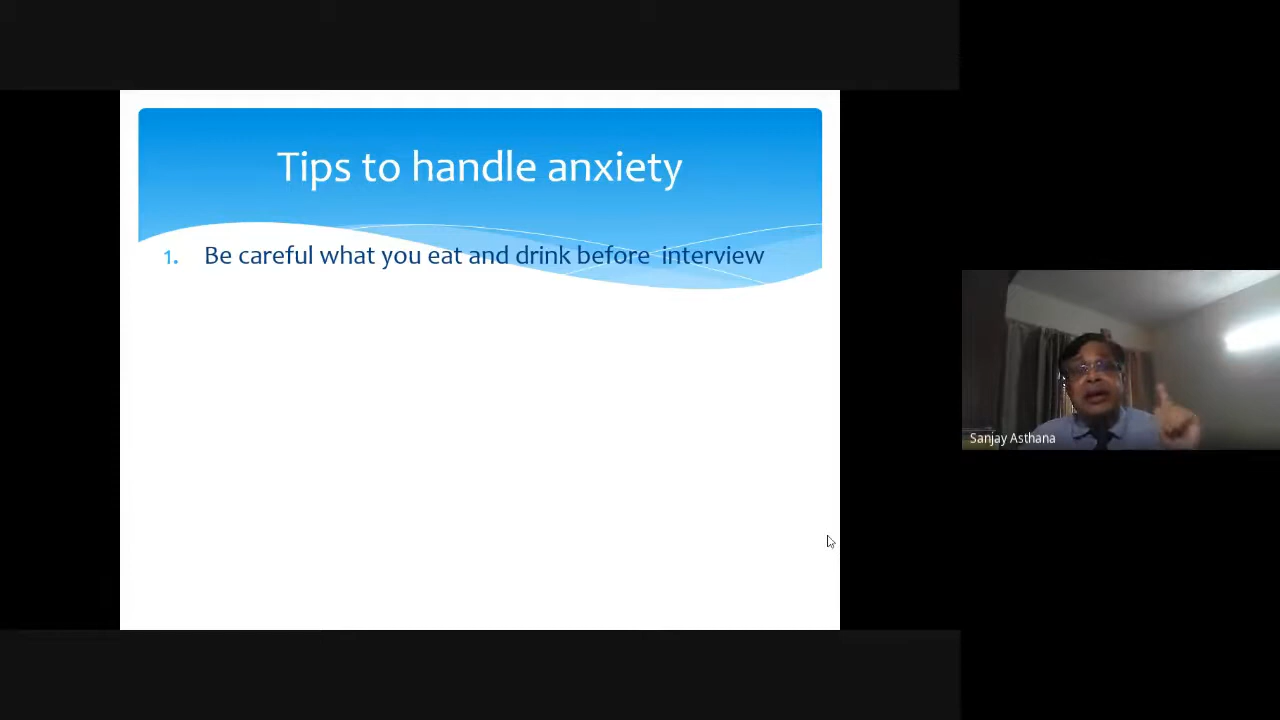 Tips to handle anxiety
1. Be careful what you eat and drink before interview
Sanjay Asthana